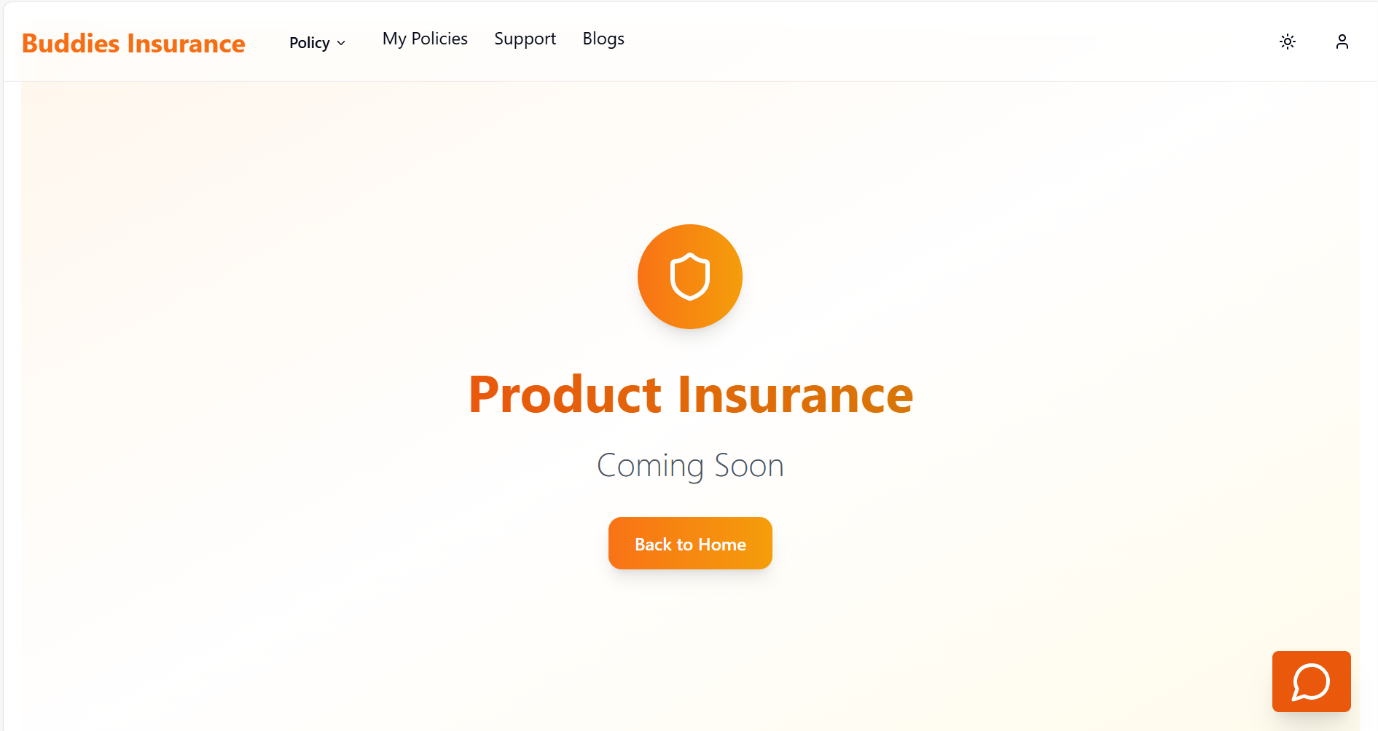 Buddies Insurance
Policy
My Policies
Support
Blogs
Product Insurance
Coming Soon
Back to Home